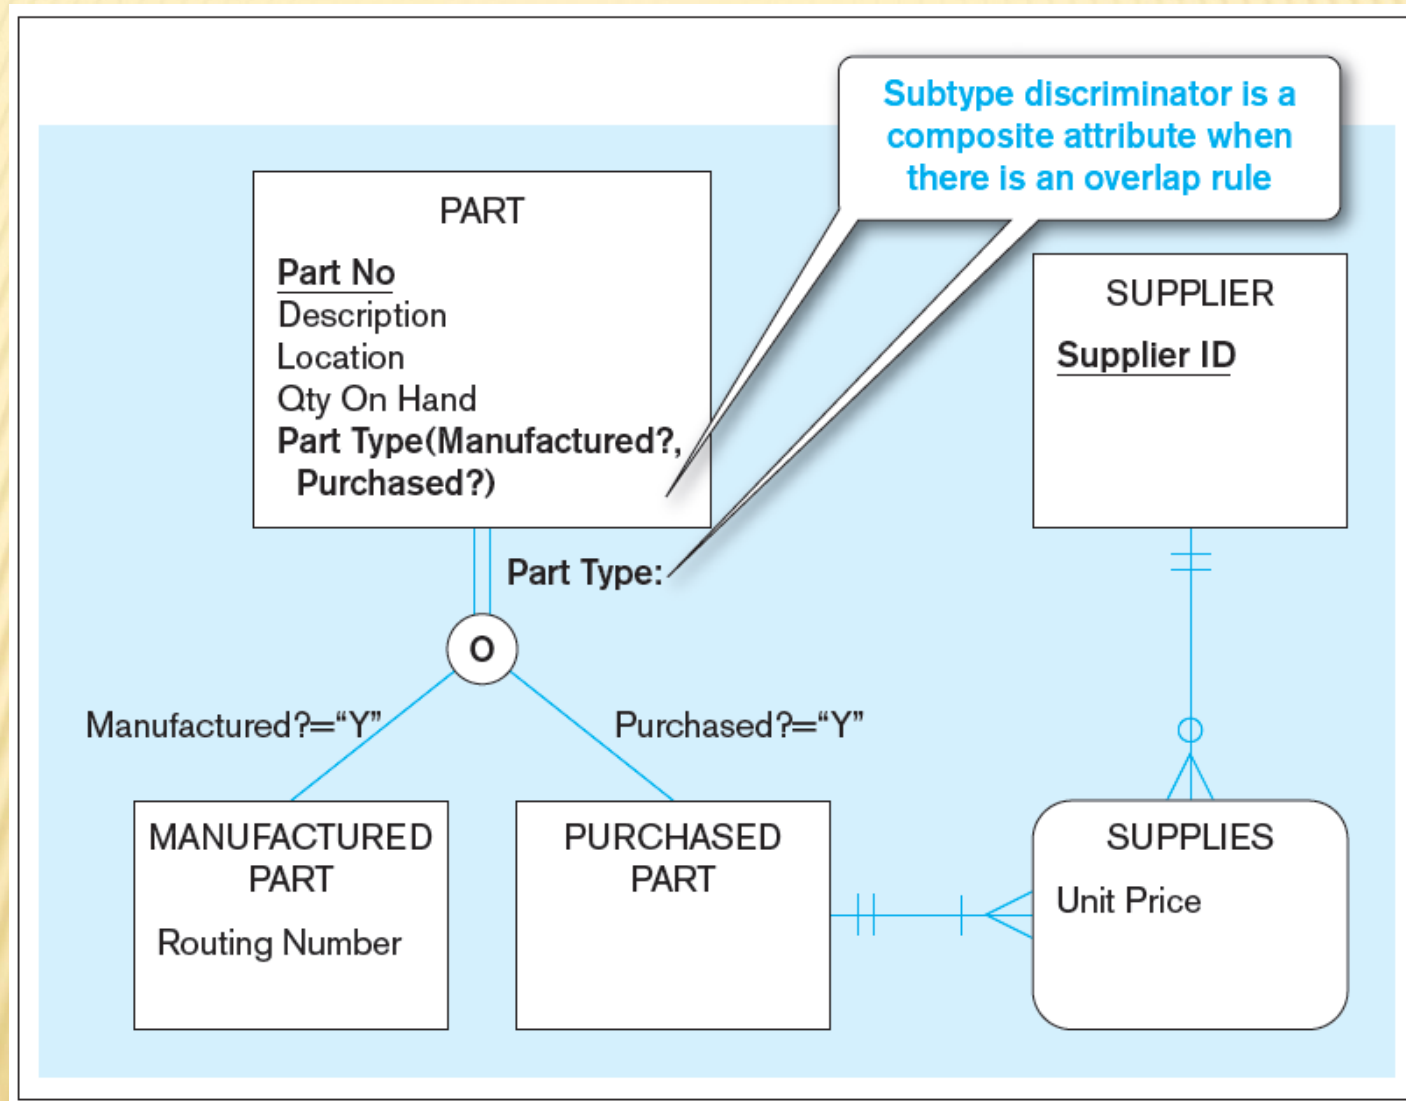 Subtype discriminator is a
composite attribute when
there is an overlap rule
PART
Part No
Description
Location
Qty On Hand
Part Type(Manufactured?,
Purchased?)
SUPPLIER
Supplier ID
Part Type:
O
Manufactured?=“Y”
Purchased?=“Y”
MANUFACTURED
PART
Routing Number
PURCHASED
PART
SUPPLIES
Unit Price